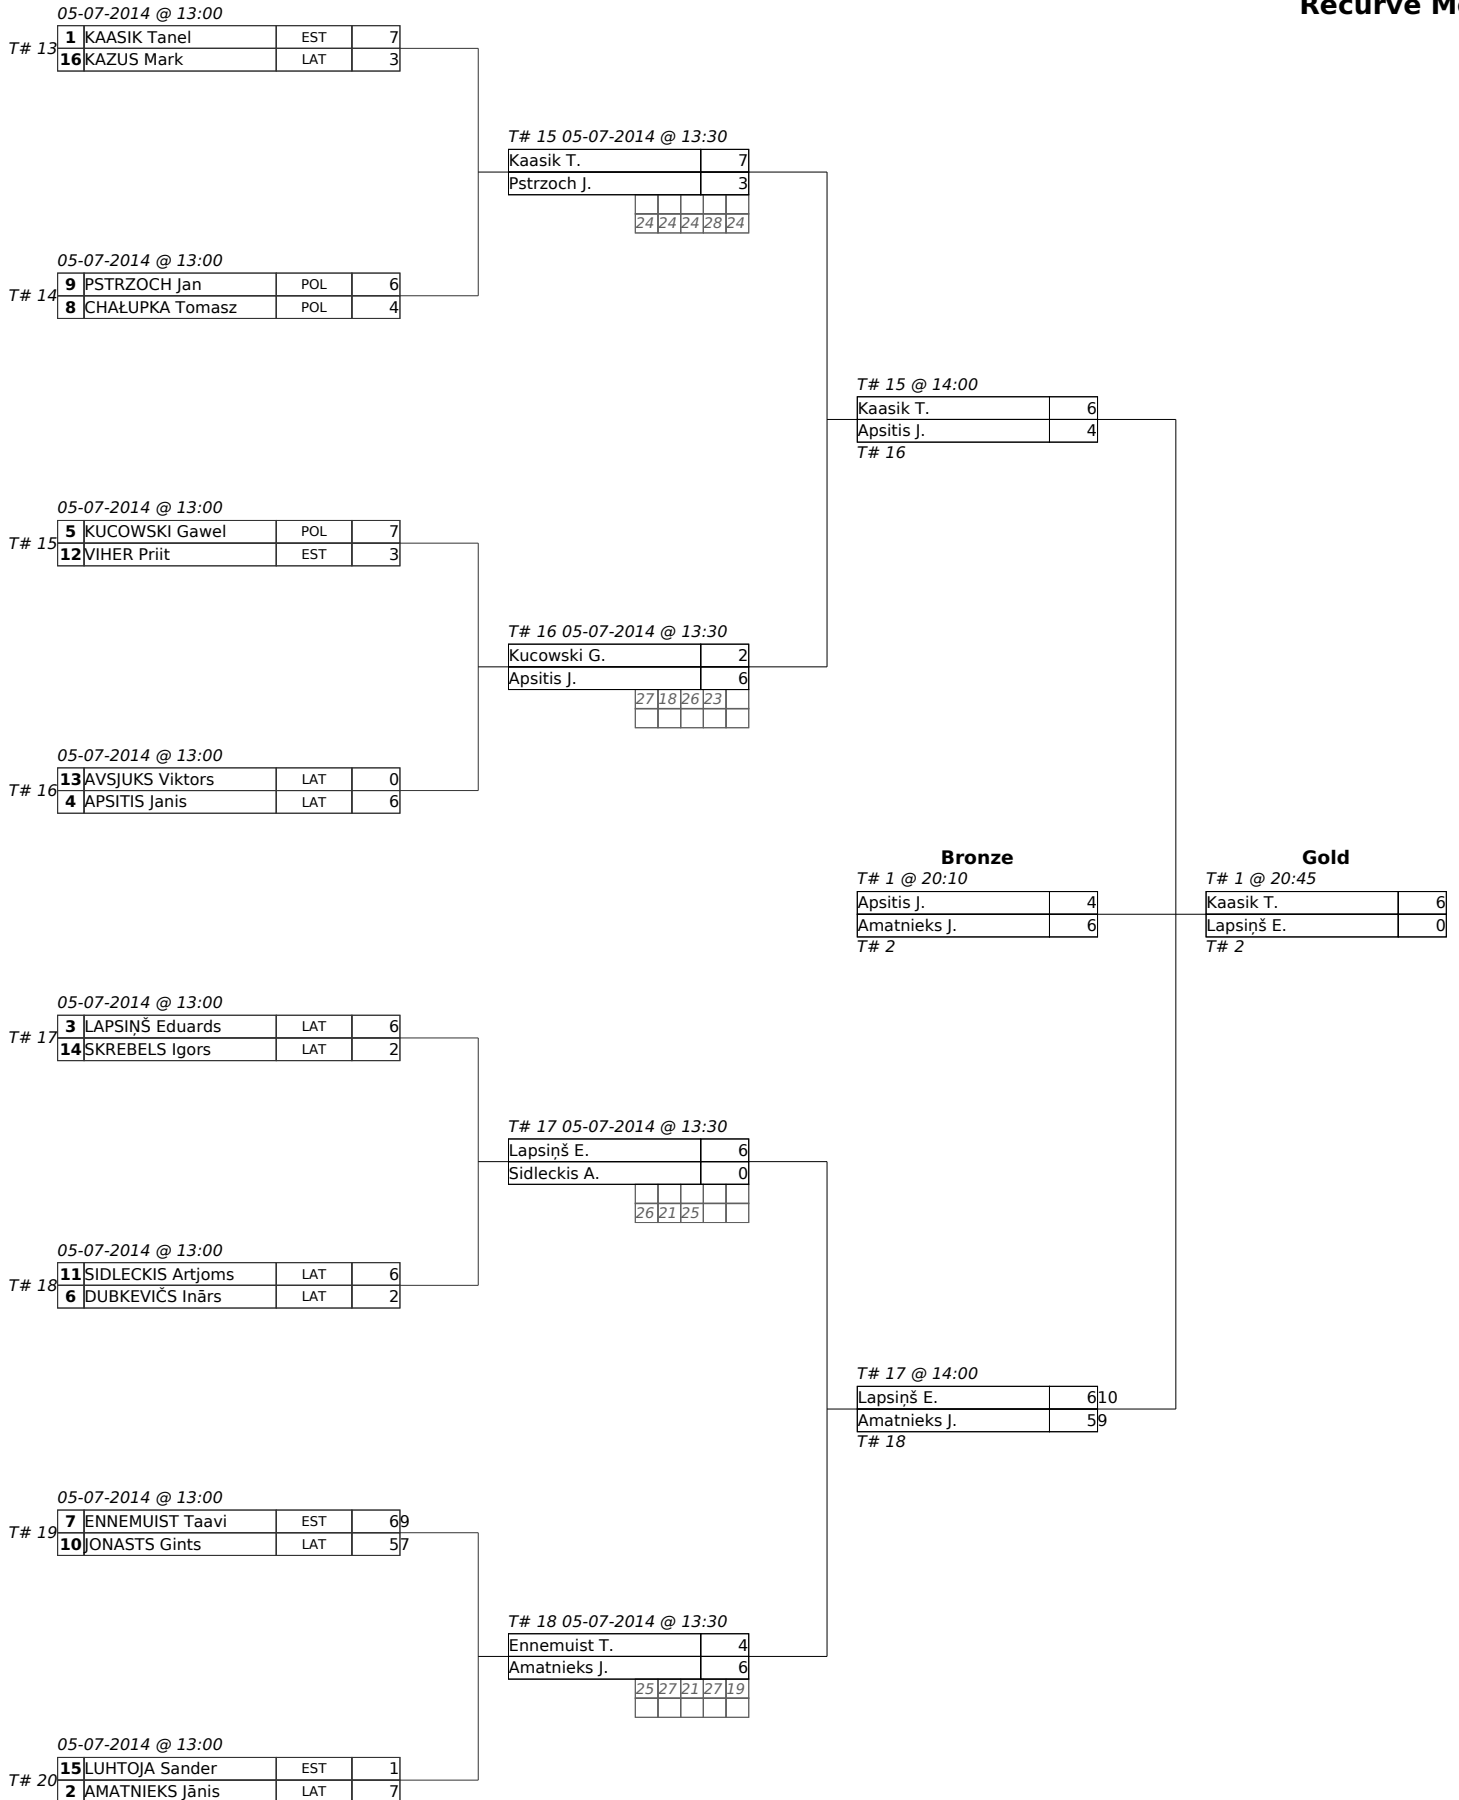 Recurve M
05-07-2014 @ 13:00
T# 13
1 KAASIK Tanel EST 7
16 KAZUS Mark LAT 3
T# 15 05-07-2014 @ 13:30
Kaasik T. 7
Pstrzoch J. 3
24 24 24 28 24
05-07-2014 @ 13:00
T# 14
9 PSTRZOCH Jan POL 6
8 CHAŁUPKA Tomasz POL 4
T# 15 @ 14:00
Kaasik T. 6
Apsitis J. 4
T# 16
05-07-2014 @ 13:00
T# 15
5 KUCOWSKI Gawel POL 7
12 VIHER Priit EST 3
T# 16 05-07-2014 @ 13:30
Kucowski G. 2
Apsitis J. 6
27 18 26 23
05-07-2014 @ 13:00
T# 16
13 AVSJUKS Viktors LAT 0
4 APSITIS Janis LAT 6
Bronze
T# 1 @ 20:10
Apsitis J. 4
Amatnieks J. 6
T# 2
Gold
T# 1 @ 20:45
Kaasik T. 6
Lapsiņš E. 0
T# 2
05-07-2014 @ 13:00
T# 17
3 LAPSIŅŠ Eduards LAT 6
14 SKREBELS Igors LAT 2
T# 17 05-07-2014 @ 13:30
Lapsiņš E. 6
Sidleckis A. 0
26 21 25
05-07-2014 @ 13:00
T# 18
11 SIDLECKIS Artjoms LAT 6
6 DUBKEVIČS Inārs LAT 2
T# 17 @ 14:00
Lapsiņš E. 6 10
Amatnieks J. 5 9
T# 18
05-07-2014 @ 13:00
T# 19
7 ENNEMUIST Taavi EST 6 9
10 JONASTS Gints LAT 5 7
T# 18 05-07-2014 @ 13:30
Ennemuist T. 4
Amatnieks J. 6
25 27 21 27 19
05-07-2014 @ 13:00
T# 20
15 LUHTOJA Sander EST 1
2 AMATNIEKS Jānis LAT 7